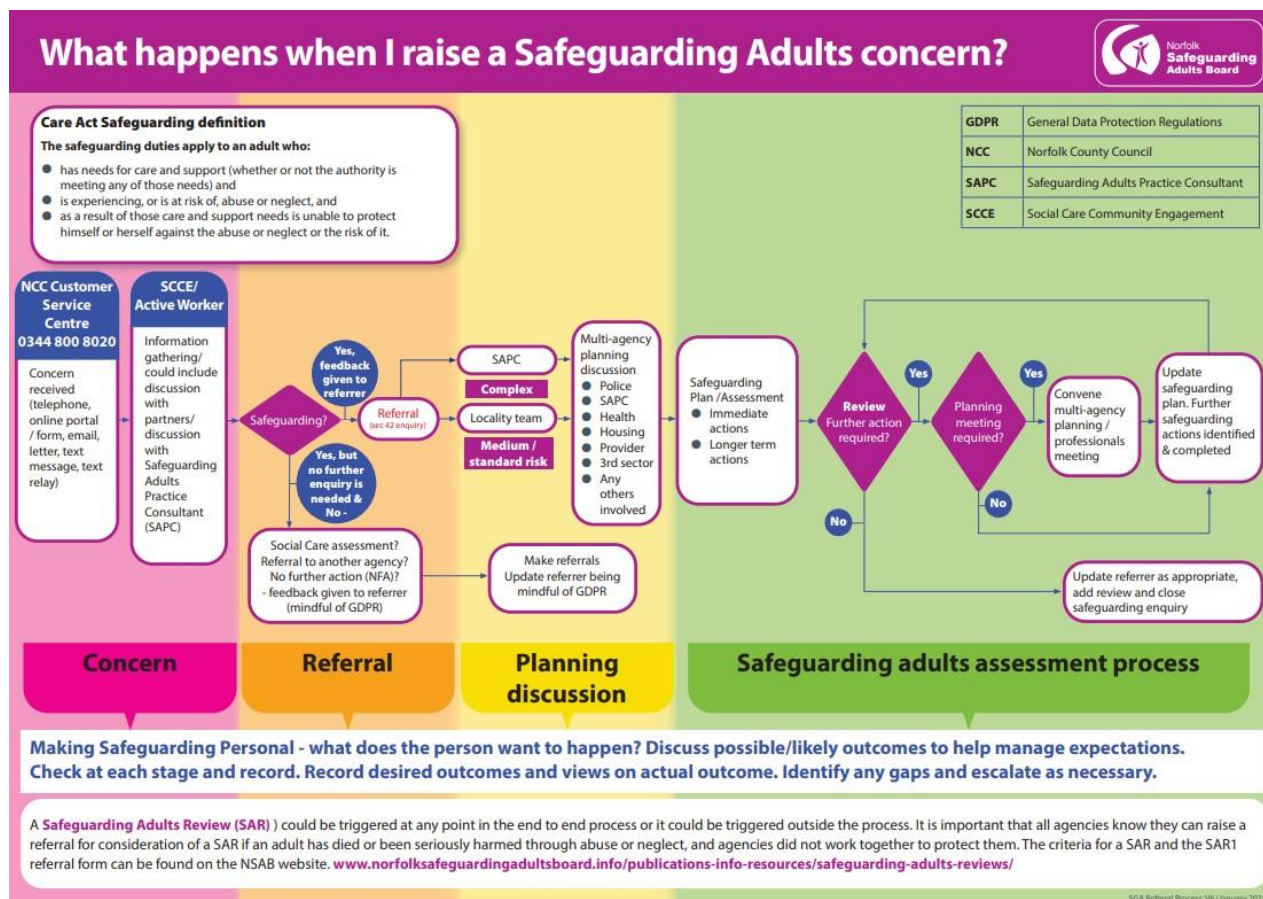 What happens when I raise a Safeguarding Adults concern?
Norfolk
Safeguarding
Adults Board
Care Act Safeguarding definition
The safeguarding duties apply to an adult who:
● has needs for care and support (whether or not the authority is
meeting any of those needs) and
● is experiencing, or is at risk of, abuse or neglect, and
● as a result of those care and support needs is unable to protect
himself or herself against the abuse or neglect or the risk of it.
GDPR General Data Protection Regulations
NCC Norfolk County Council
SAPC Safeguarding Adults Practice Consultant
SCCE Social Care Community Engagement
NCC Customer
Service
Centre
0344 800 8020
Concern
received
(telephone,
online portal
/ form, email,
letter, text
message, text
relay)
SCCE/
Active Worker
Information
gathering/
could include
discussion
with
partners/
discussion
with
Safeguarding
Adults
Practice
Consultant
(SAPC)
Safeguarding?
Yes,
feedback
given to
referrer
Referral
(sec 42 enquiry)
Yes, but
no further
enquiry is
needed &
No -
Social Care assessment?
Referral to another agency?
No further action (NFA)?
- feedback given to referrer
(mindful of GDPR)
SAPC
Complex
Locality team
Medium /
standard risk
Multi-agency
planning
discussion
● Police
● SAPC
● Health
● Housing
● Provider
● 3rd sector
● Any
others
involved
Make referrals
Update referrer being
mindful of GDPR
Safeguarding
Plan /Assessment
● Immediate
actions
● Longer term
actions
Review
Further action
required?
Yes
No
Planning
meeting
required?
Yes
No
Convene
multi-agency
planning /
professionals
meeting
Update
safeguarding
plan. Further
safeguarding
actions identified
& completed
Update referrer as appropriate,
add review and close
safeguarding enquiry
Concern
Referral
Planning
discussion
Safeguarding adults assessment process
Making Safeguarding Personal - what does the person want to happen? Discuss possible/likely outcomes to help manage expectations.
Check at each stage and record. Record desired outcomes and views on actual outcome. Identify any gaps and escalate as necessary.
A Safeguarding Adults Review (SAR) ) could be triggered at any point in the end to end process or it could be triggered outside the process. It is important that all agencies know they can raise a
referral for consideration of a SAR if an adult has died or been seriously harmed through abuse or neglect, and agencies did not work together to protect them. The criteria for a SAR and the SAR1
referral form can be found on the NSAB website. www.norfolksafeguardingadultsboard.info/publications-info-resources/safeguarding-adults-reviews/
SGA Referral Process